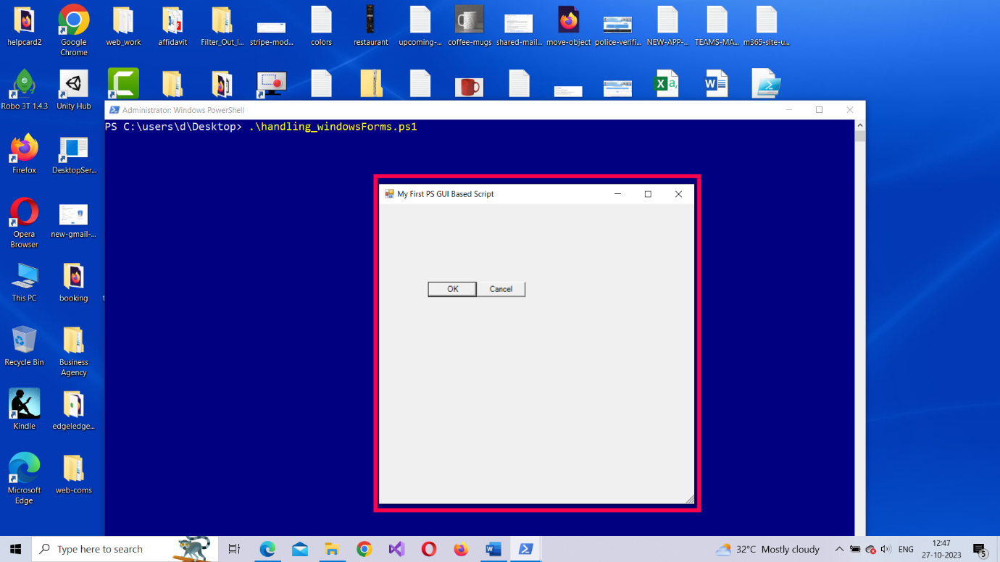 helpcard2
Google Chrome
web_work
affidavit
Filter_Out_I...
stripe-mod...
colors
restaurant
upcoming-...
coffee-mugs
shared-mail...
move-object
police-verifi...
NEW-APP-...
TEAMS-MA...
m365-site-u...
Robo 3T 1.4.3
Unity Hub
Administrator: Windows PowerShell
PS C:\users\d\Desktop> .\handling_windowsForms.ps1
Firefox
DesktopSer...
My First PS GUI Based Script
Opera Browser
new-gmail-...
OK
Cancel
This PC
booking
Recycle Bin
Business Agency
Kindle
edgeledge...
Microsoft Edge
web-coms
Type here to search
32°C Mostly cloudy
ENG
12:47
27-10-2023
5